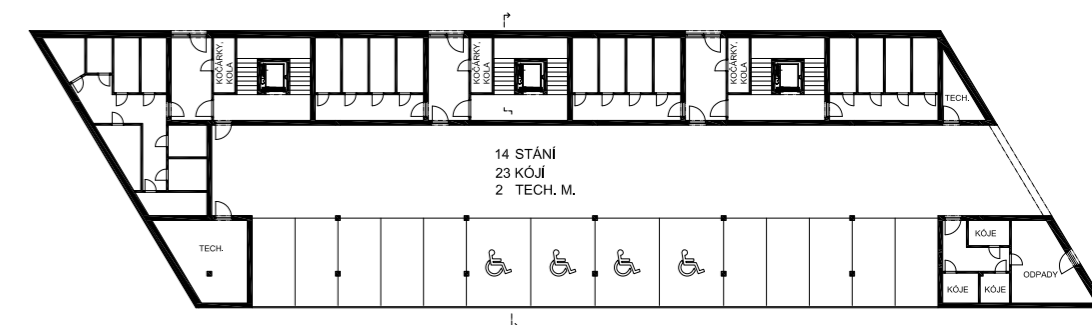 KOČÁRKY,
KOLA
KOČÁRKY,
KOLA
KOČÁRKY,
KOLA
TECH.
14 STÁNÍ
23 KÓJÍ
2 TECH. M.
TECH.
KÓJE
ODPADY
KÓJE
KÓJE